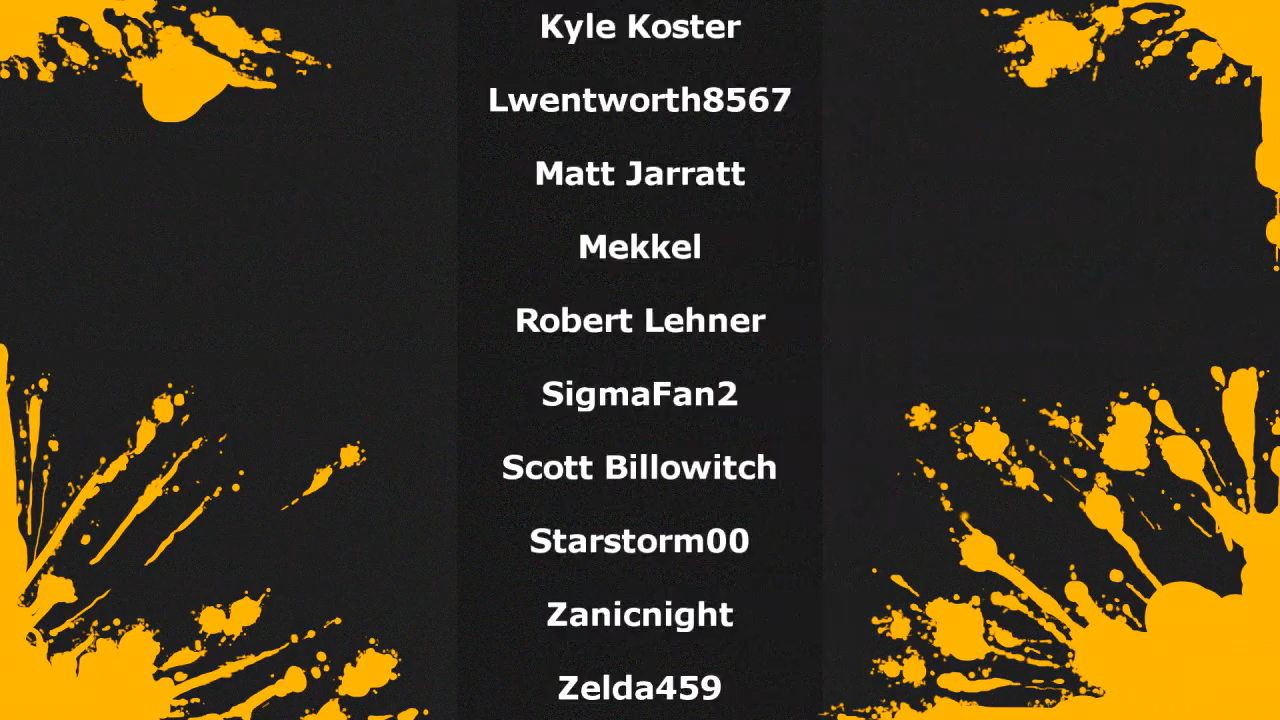 Kyle Koster
Lwentworth8567
Matt Jarratt
Mekkel
Robert Lehner
SigmaFan2
Scott Billowitch
Starstorm00
Zanicnight
Zelda459